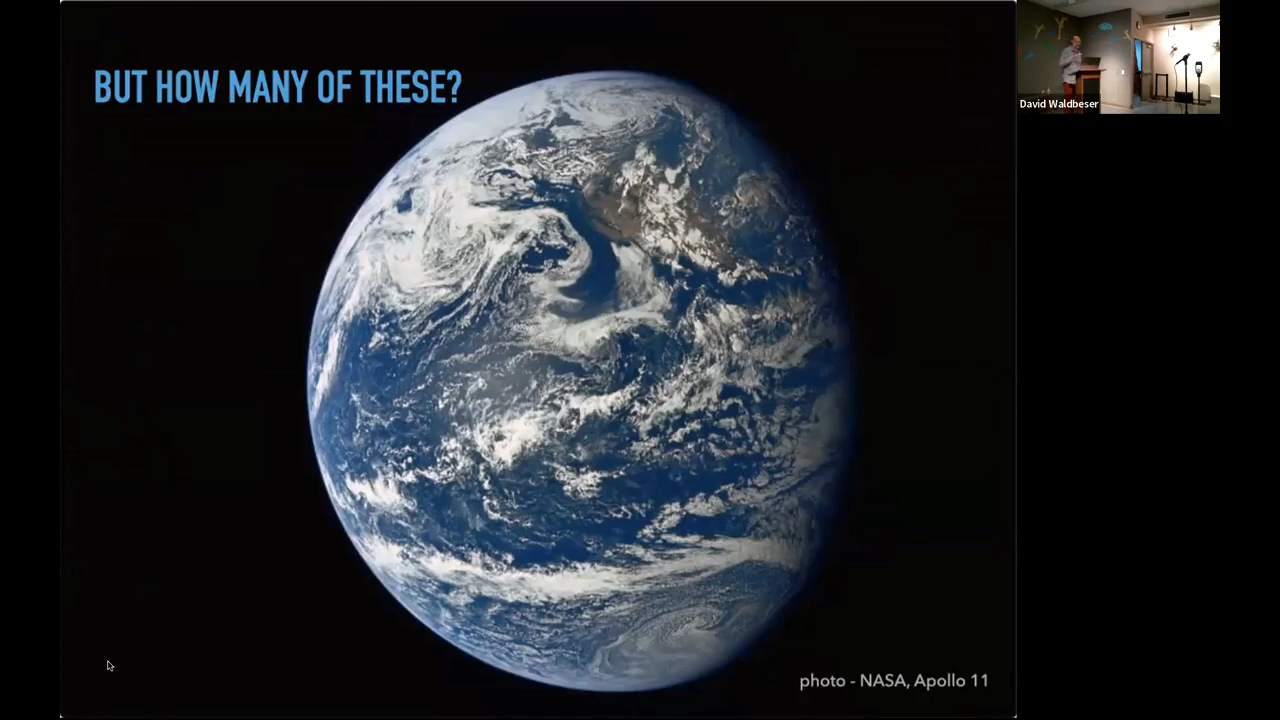 BUT HOW MANY OF THESE?
David Waldbeser
photo - NASA, Apollo 11